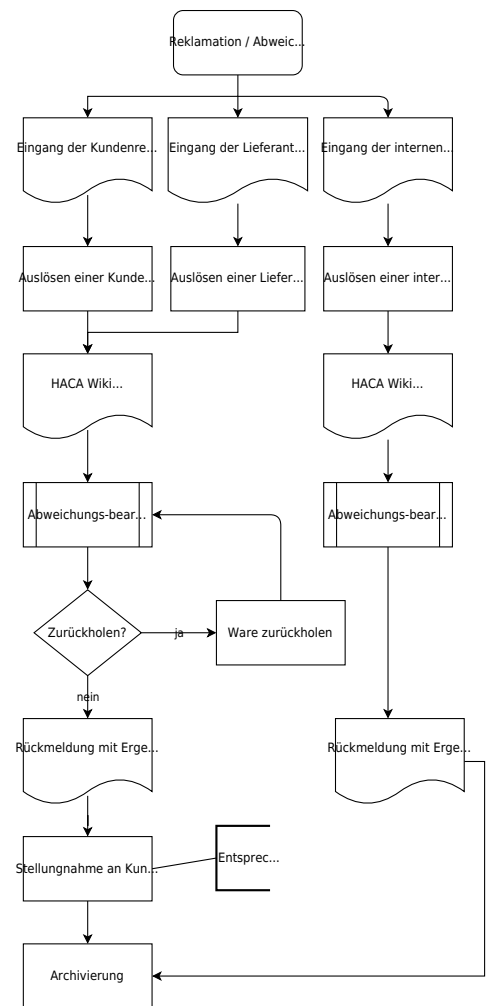 Reklamation / Abweic...
Eingang der Kundenre...
Eingang der Lieferant...
Eingang der internen...
Auslösen einer Kunde...
Auslösen einer Liefer...
Auslösen einer inter...
HACA Wiki...
HACA Wiki...
Abweichungs-bear...
Abweichungs-bear...
Zurückholen?
ja
Ware zurückholen
nein
Rückmeldung mit Erge...
Rückmeldung mit Erge...
Stellungnahme an Kun...
Entsprec...
Archivierung